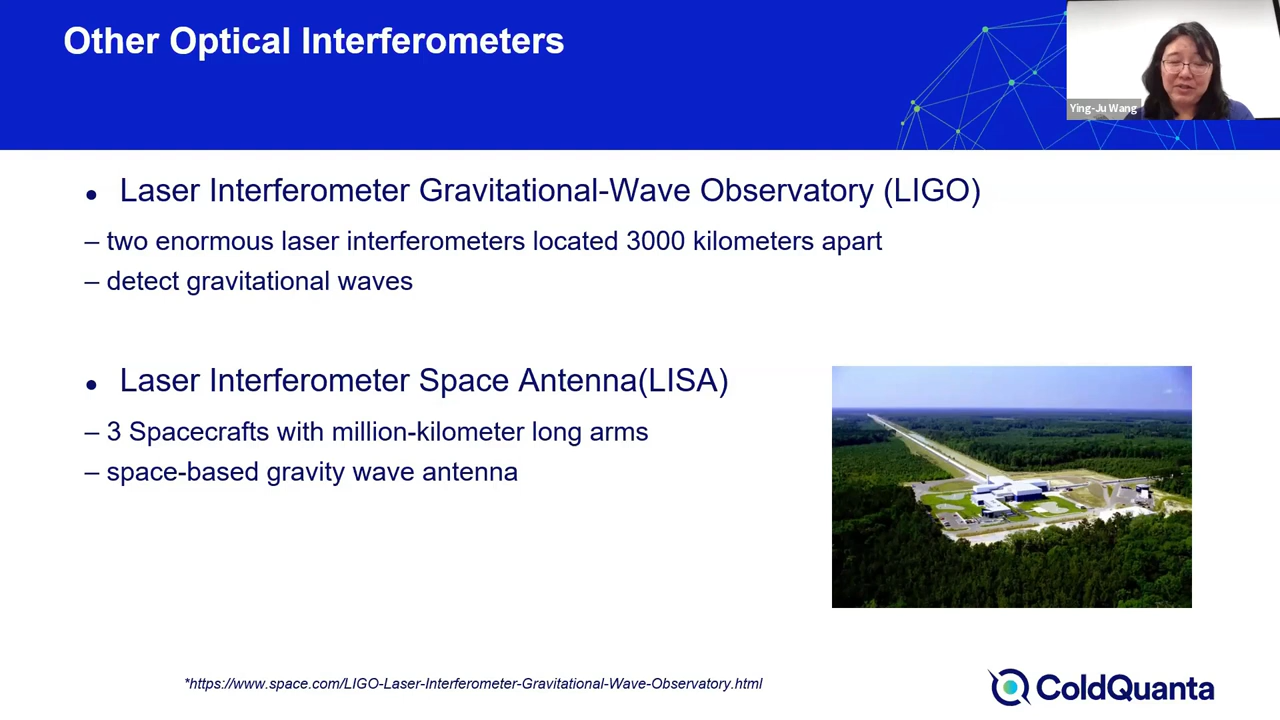 Other Optical Interferometers
Ying-Ju Wang
● Laser Interferometer Gravitational-Wave Observatory (LIGO)
– two enormous laser interferometers located 3000 kilometers apart
– detect gravitational waves
● Laser Interferometer Space Antenna(LISA)
– 3 Spacecrafts with million-kilometer long arms
– space-based gravity wave antenna
*https://www.space.com/LIGO-Laser-Interferometer-Gravitational-Wave-Observatory.html
ColdQuanta